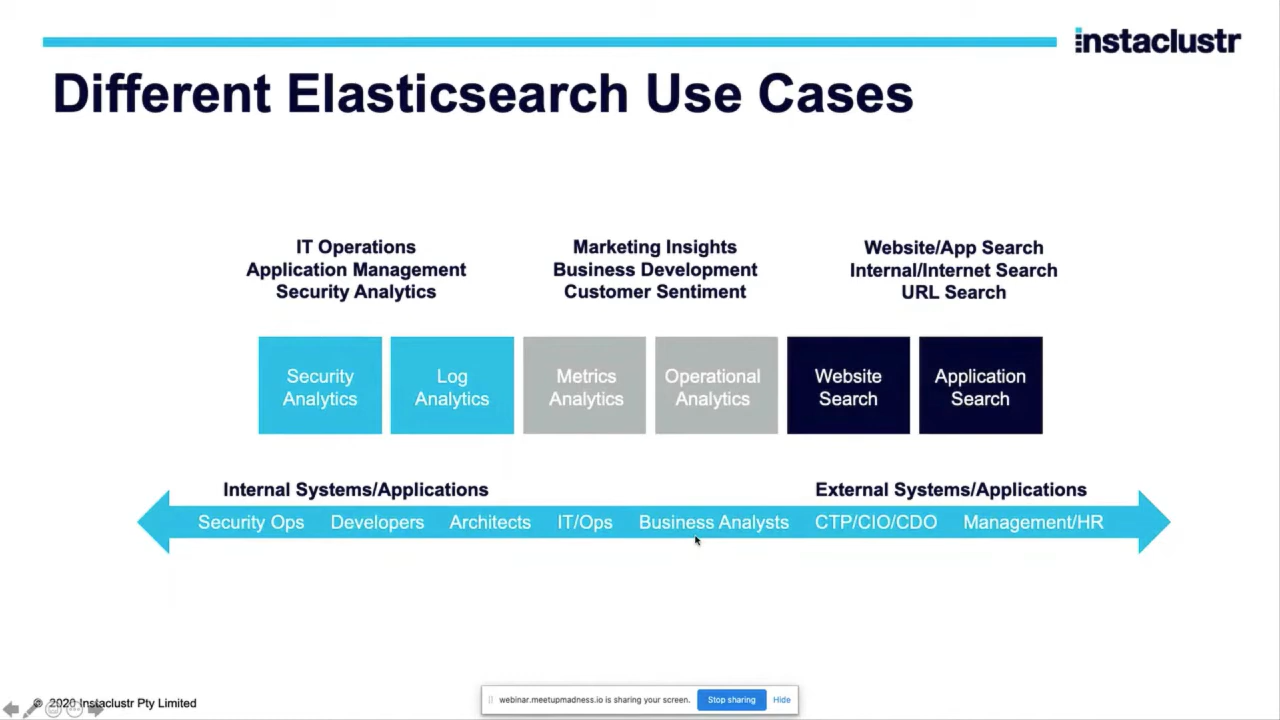 instaclustr
Different Elasticsearch Use Cases
IT Operations
Application Management
Security Analytics
Marketing Insights
Business Development
Customer Sentiment
Website/App Search
Internal/Internet Search
URL Search
Security
Analytics
Log
Analytics
Metrics
Analytics
Operational
Analytics
Website
Search
Application
Search
Internal Systems/Applications
External Systems/Applications
Security Ops Developers Architects IT/Ops Business Analysts CTP/CIO/CDO Management/HR
© 2020 Instaclustr Pty Limited
webinar.meetupmadness.io is sharing your screen. Stop sharing Hide